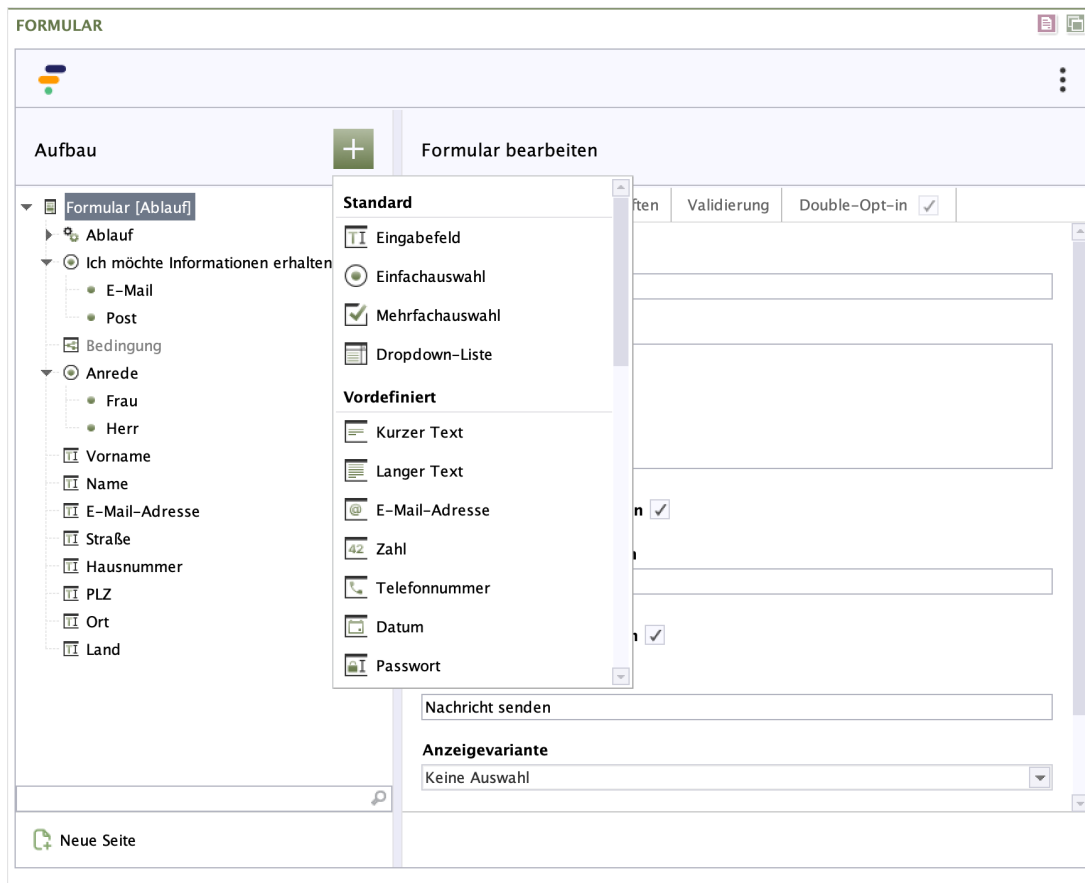 FORMULAR
Aufbau
Formular bearbeiten
Formular [Ablauf]
Ablauf
Ich möchte Informationen erhalten
E-Mail
Post
Bedingung
Anrede
Frau
Herr
Vorname
Name
E-Mail-Adresse
Straße
Hausnummer
PLZ
Ort
Land
Neue Seite
Standard
Eingabefeld
Einfachauswahl
Mehrfachauswahl
Dropdown-Liste
Vordefiniert
Kurzer Text
Langer Text
E-Mail-Adresse
42 Zahl
Telefonnummer
Datum
Passwort
Validierung
Double-Opt-in
Nachricht senden
Anzeigevariante
Keine Auswahl